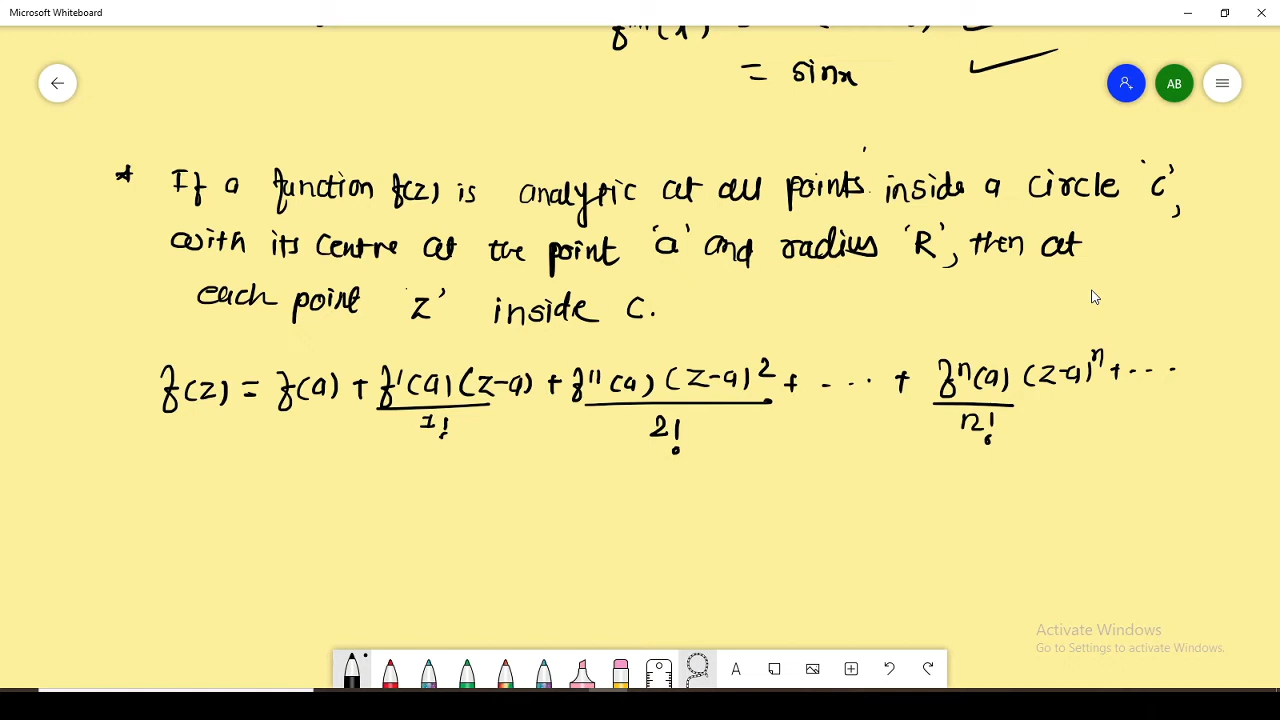 Microsoft Whiteboard
= sinx
AB
* If a function f(z) is analytic at all points inside a circle 'c',
with its centre at the point 'a' and radius 'R', then at
each point 'z' inside c.
f(z) = f(a) + f'(a)(z-a)/1! + f''(a)(z-a)²/2! + ... + fⁿ(a)/n! (z-a)ⁿ + ...
Activate Windows
Go to Settings to activate Windows.
A